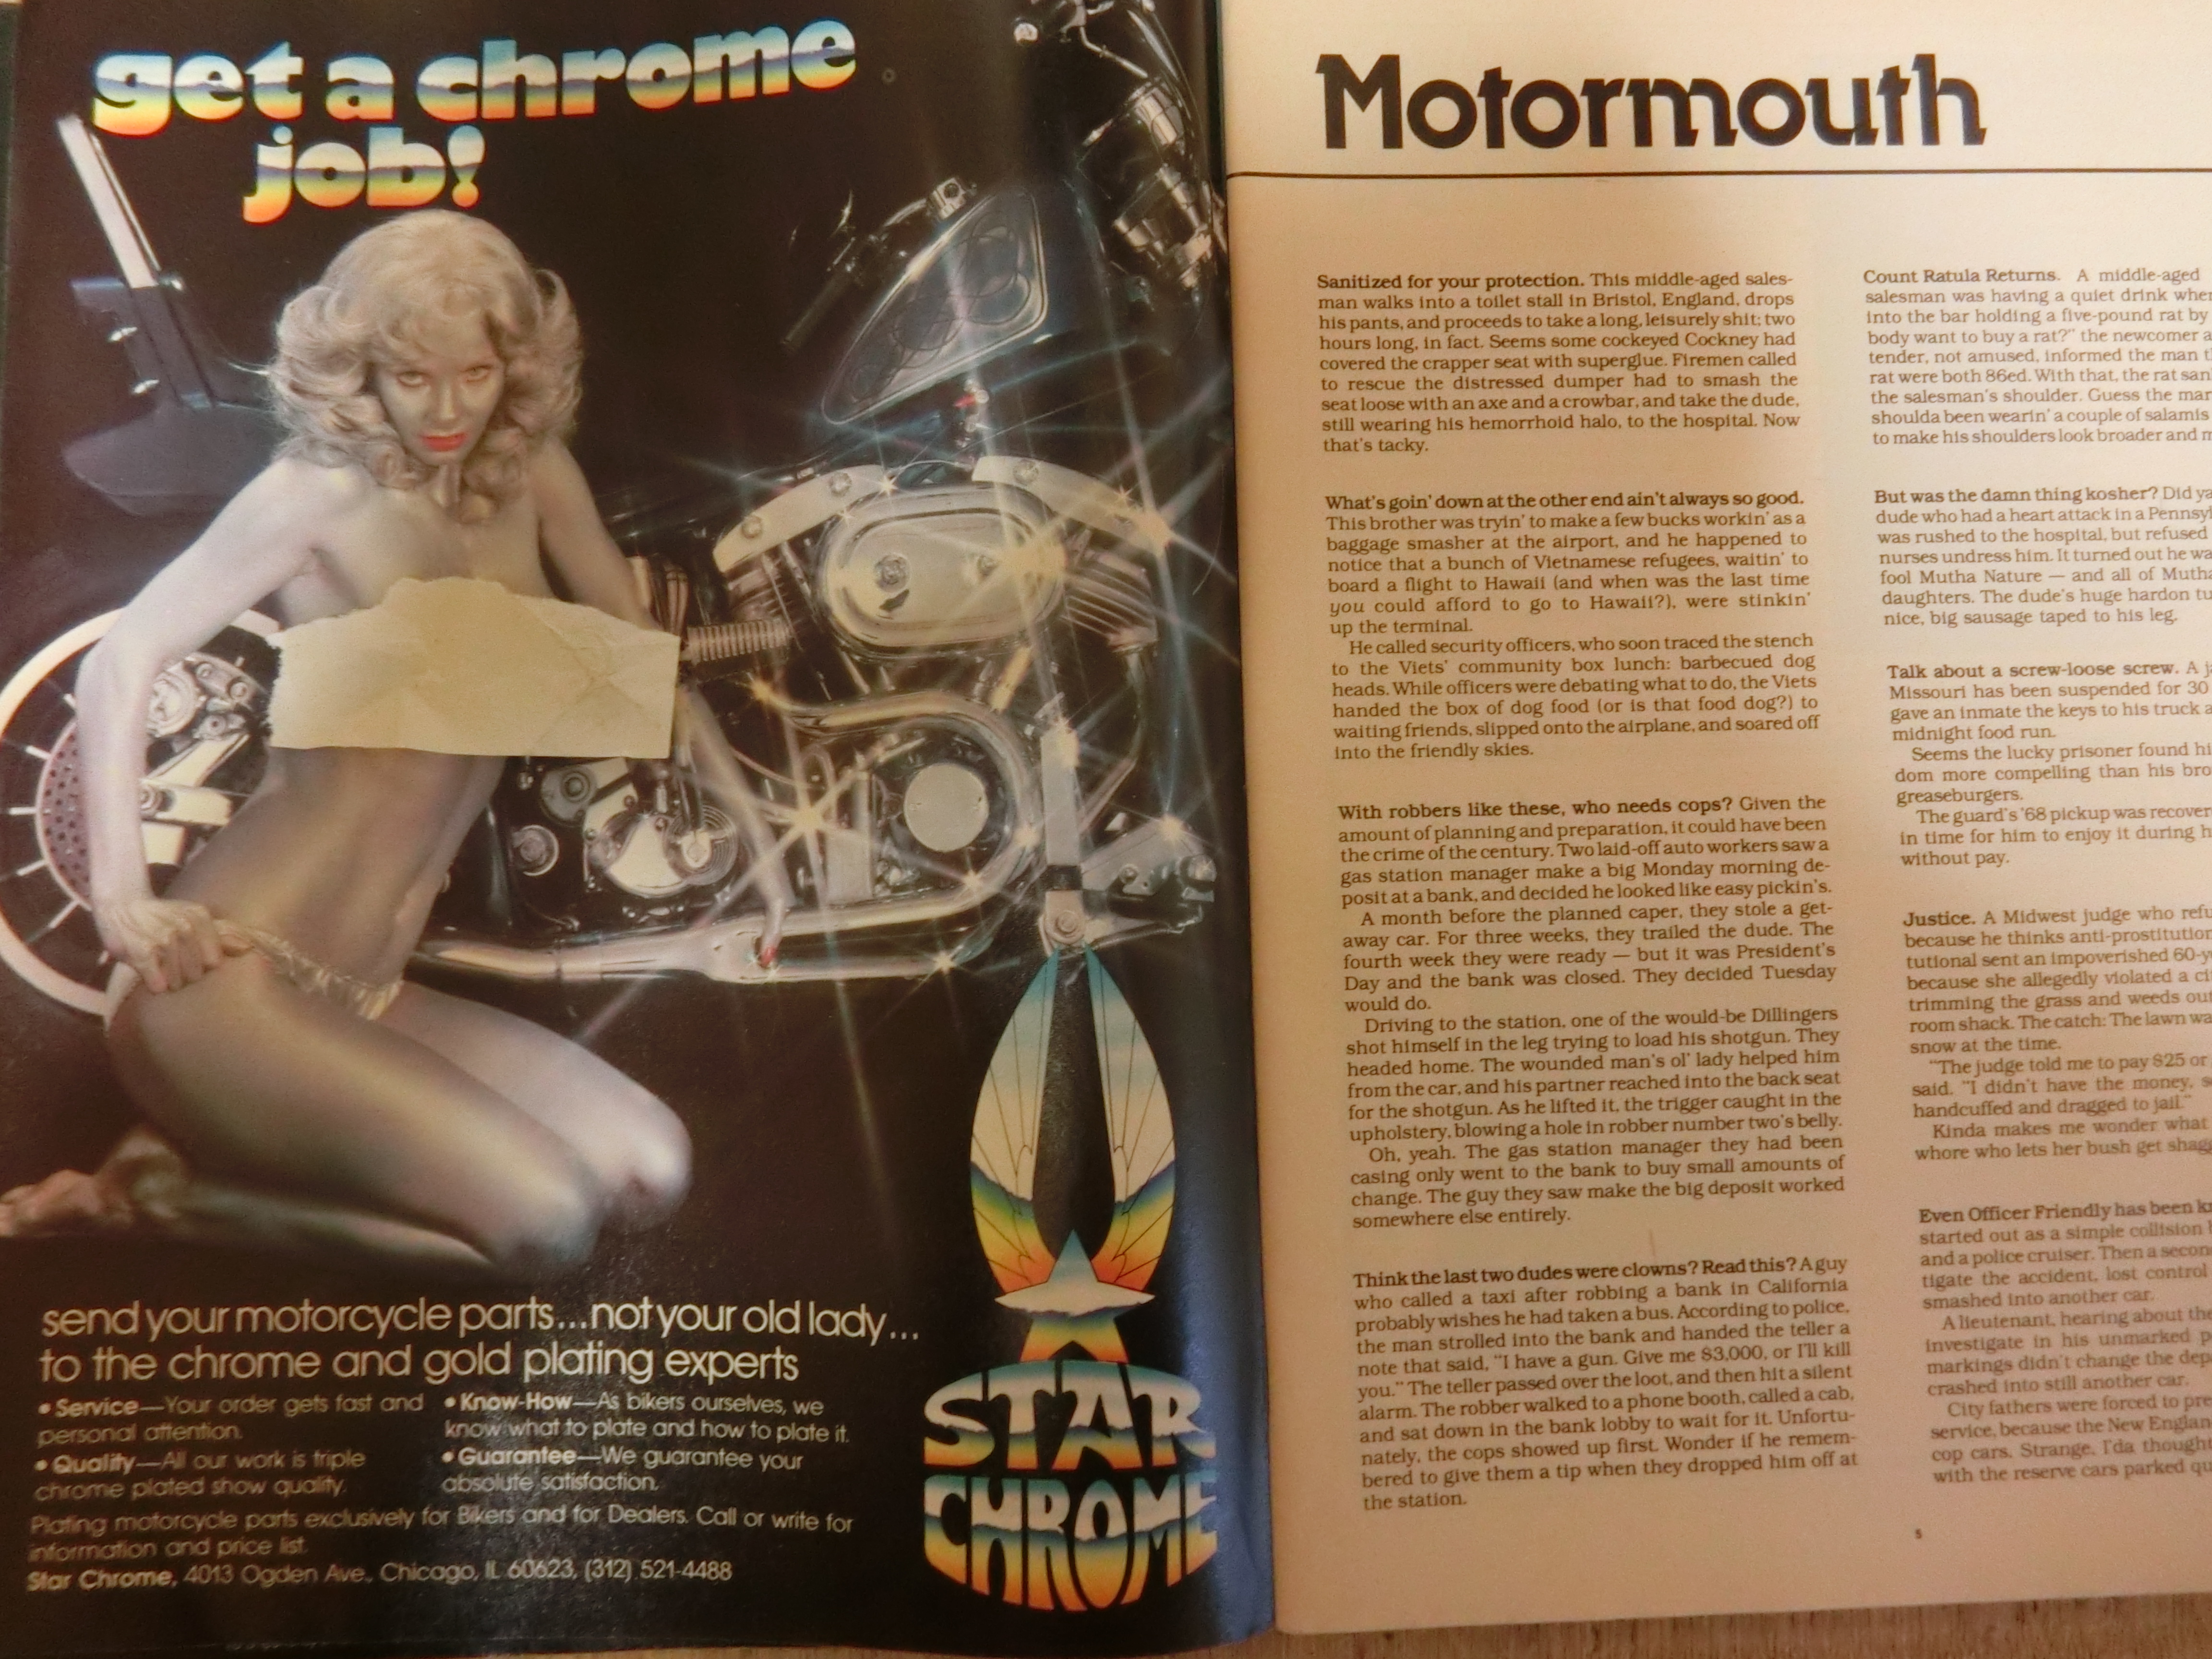 get a chrome
job!
send your motorcycle parts...not your old lady...
to the chrome and gold plating experts
• Service—Your order gets fast and
personal attention.
• Quality—All our work is triple
chrome plated show quality.
• Know-How—As bikers ourselves, we
know what to plate and how to plate it.
• Guarantee—We guarantee your
absolute satisfaction.
Plating motorcycle parts exclusively for Bikers and for Dealers. Call or write for
information and price list.
Star Chrome, 4013 Ogden Ave., Chicago, IL 60623, (312) 521-4488
STAR
CHROME
Motormouth
Sanitized for your protection. This middle-aged sales-
man walks into a toilet stall in Bristol, England, drops
his pants, and proceeds to take a long, leisurely shit; two
hours long, in fact. Seems some cockeyed Cockney had
covered the crapper seat with superglue. Firemen called
to rescue the distressed dumper had to smash the
seat loose with an axe and a crowbar, and take the dude,
still wearing his hemorrhoid halo, to the hospital. Now
that's tacky.
What's goin' down at the other end ain't always so good.
This brother was tryin' to make a few bucks workin' as a
baggage smasher at the airport, and he happened to
notice that a bunch of Vietnamese refugees, waitin' to
board a flight to Hawaii (and when was the last time
you could afford to go to Hawaii?), were stinkin'
up the terminal.
He called security officers, who soon traced the stench
to the Viets' community box lunch: barbecued dog
heads. While officers were debating what to do, the Viets
handed the box of dog food (or is that food dog?) to
waiting friends, slipped onto the airplane, and soared off
into the friendly skies.
With robbers like these, who needs cops? Given the
amount of planning and preparation, it could have been
the crime of the century. Two laid-off auto workers saw a
gas station manager make a big Monday morning de-
posit at a bank, and decided he looked like easy pickin's.
A month before the planned caper, they stole a get-
away car. For three weeks, they trailed the dude. The
fourth week they were ready — but it was President's
Day and the bank was closed. They decided Tuesday
would do.
Driving to the station, one of the would-be Dillingers
shot himself in the leg trying to load his shotgun. They
headed home. The wounded man's ol' lady helped him
from the car, and his partner reached into the back seat
for the shotgun. As he lifted it, the trigger caught in the
upholstery, blowing a hole in robber number two's belly.
Oh, yeah. The gas station manager they had been
casing only went to the bank to buy small amounts of
change. The guy they saw make the big deposit worked
somewhere else entirely.
Think the last two dudes were clowns? Read this? A guy
who called a taxi after robbing a bank in California
probably wishes he had taken a bus. According to police,
the man strolled into the bank and handed the teller a
note that said, "I have a gun. Give me $3,000, or I'll kill
you." The teller passed over the loot, and then hit a silent
alarm. The robber walked to a phone booth, called a cab,
and sat down in the bank lobby to wait for it. Unfortu-
nately, the cops showed up first. Wonder if he remem-
bered to give them a tip when they dropped him off at
the station.
Count Ratula Returns. A middle-aged
salesman was having a quiet drink
into the bar holding a five-pound rat by
body want to buy a rat?" the newcomer
tender, not amused, informed the man
rat were both 86ed. With that, the rat
the salesman's shoulder. Guess the
shoulda been wearin' a couple of salamis
to make his shoulders look broader and
But was the damn thing kosher? Did
dude who had a heart attack in a
was rushed to the hospital, but refused
nurses undress him. It turned out he
fool Mutha Nature — and all of
daughters. The dude's huge hardon
nice, big sausage taped to his leg.
Talk about a screw-loose screw. A
Missouri has been suspended for 30
gave an inmate the keys to his truck
midnight food run.
Seems the lucky prisoner found
dom more compelling than his
greaseburgers.
The guard's '68 pickup was
in time for him to enjoy it during
without pay.
Justice. A Midwest judge who
because he thinks
tutional sent an impoverished
because she allegedly violated a
trimming the grass and weeds
room shack. The catch: The lawn
snow at the time.
"The judge told me to pay $25 or
said. "I didn't have the money,
handcuffed and dragged to jail."
Kinda makes me wonder what
whore who lets her bush get
Even Officer Friendly has been
started out as a simple collision
and a police cruiser. Then a
tigate the accident, lost control
smashed into another car.
A lieutenant, hearing about
investigate in his unmarked
markings didn't change the
crashed into still another car.
City fathers were forced to
service, because the New
cop cars. Strange, I'da thought
with the reserve cars parked
5